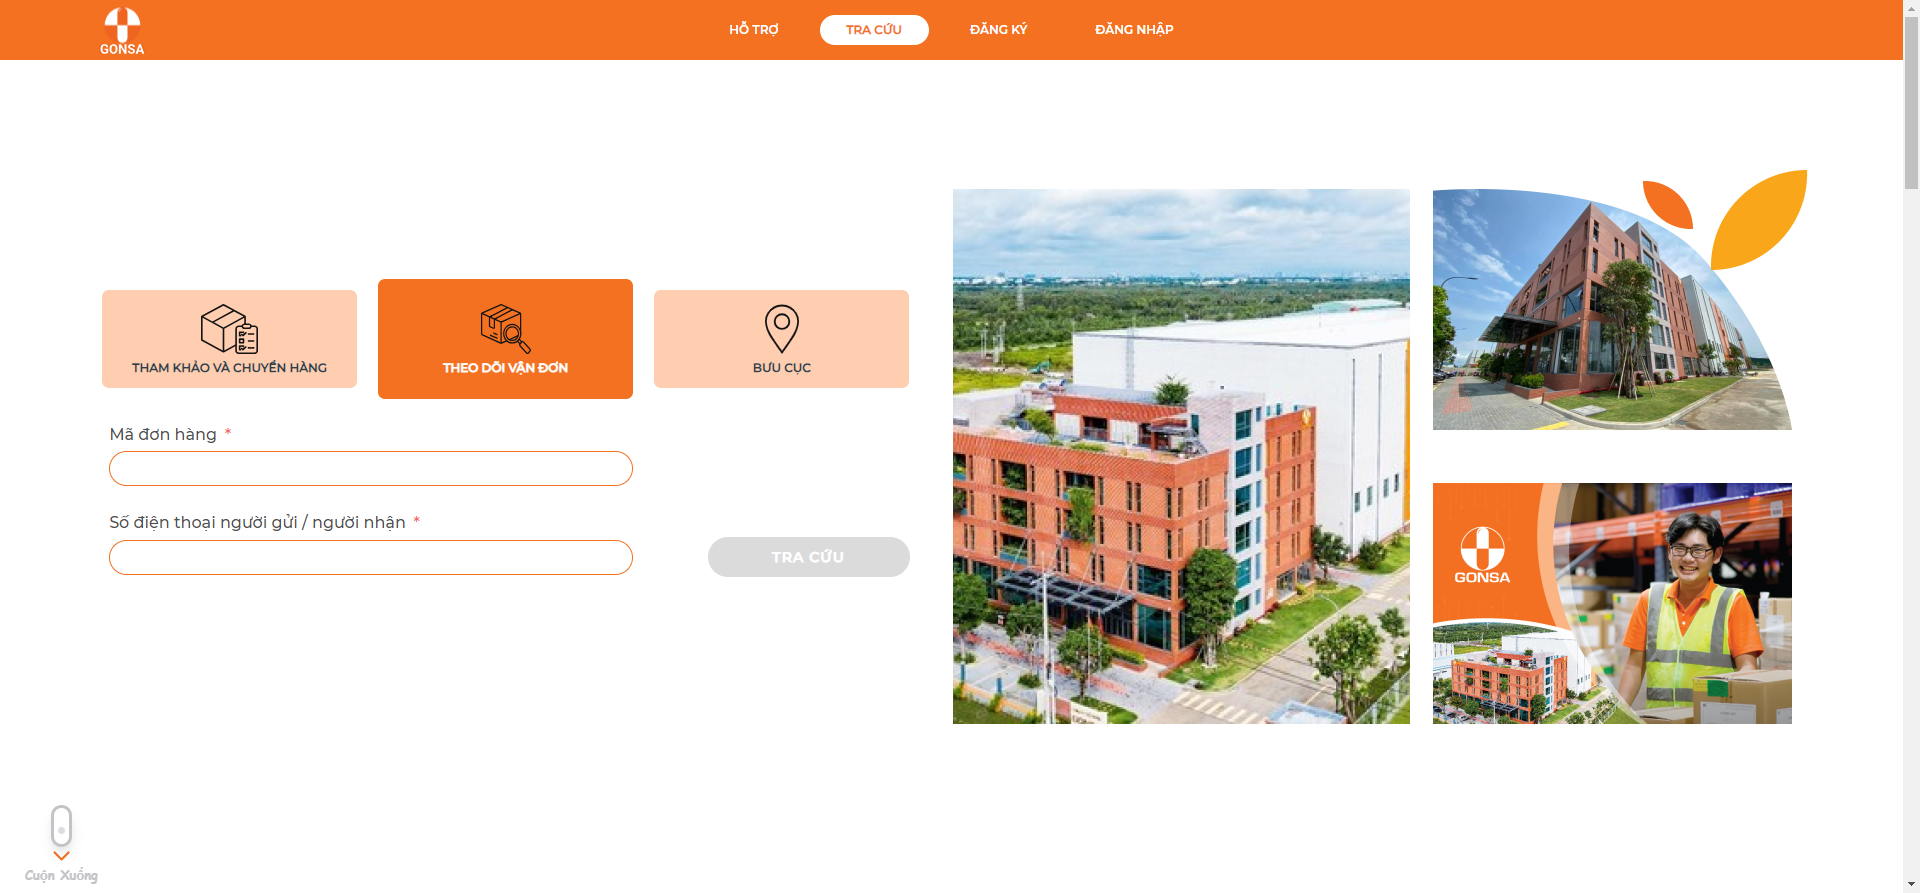 GONSA
HỖ TRỢ
TRA CỨU
ĐĂNG KÝ
ĐĂNG NHẬP
THAM KHẢO VÀ CHUYỂN HÀNG
THEO DÕI VẬN ĐƠN
BƯU CỤC
Mã đơn hàng *
Số điện thoại người gửi / người nhận *
TRA CỨU
GONSA
Cuộn Xuống